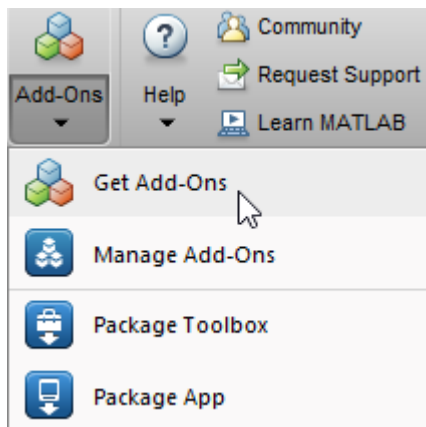 Add-Ons
Help
?
Community
Request Support
Learn MATLAB
Get Add-Ons
Manage Add-Ons
Package Toolbox
Package App